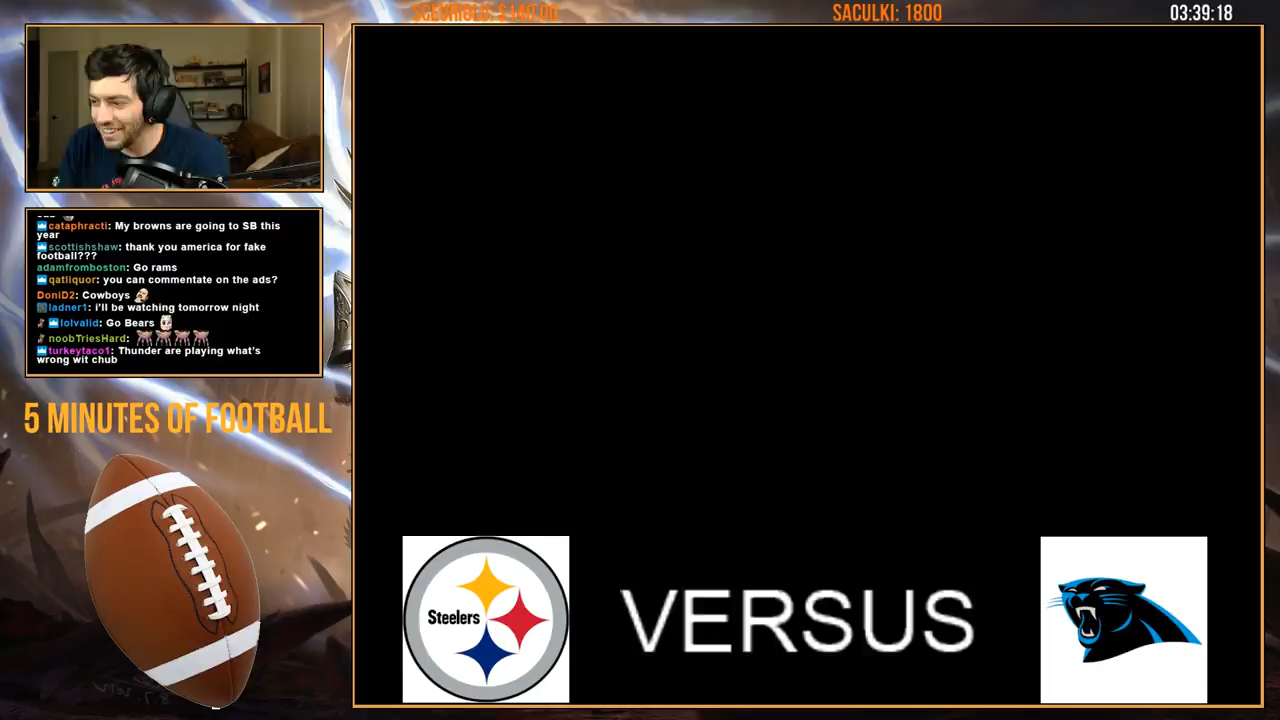 SCEURIGLU: $140.00
SACULKI: 1800
03:39:18
cataphracti: My browns are going to SB this
year
scottishshaw: thank you america for fake
football???
adamfromboston: Go rams
qatliquor: you can commentate on the ads?
DoniD2: Cowboys
ladner1: i'll be watching tomorrow night
lolvalid: Go Bears
noobTriesHard:
turkeytaco1: Thunder are playing what's
wrong wit chub
5 MINUTES OF FOOTBALL
Steelers
VERSUS